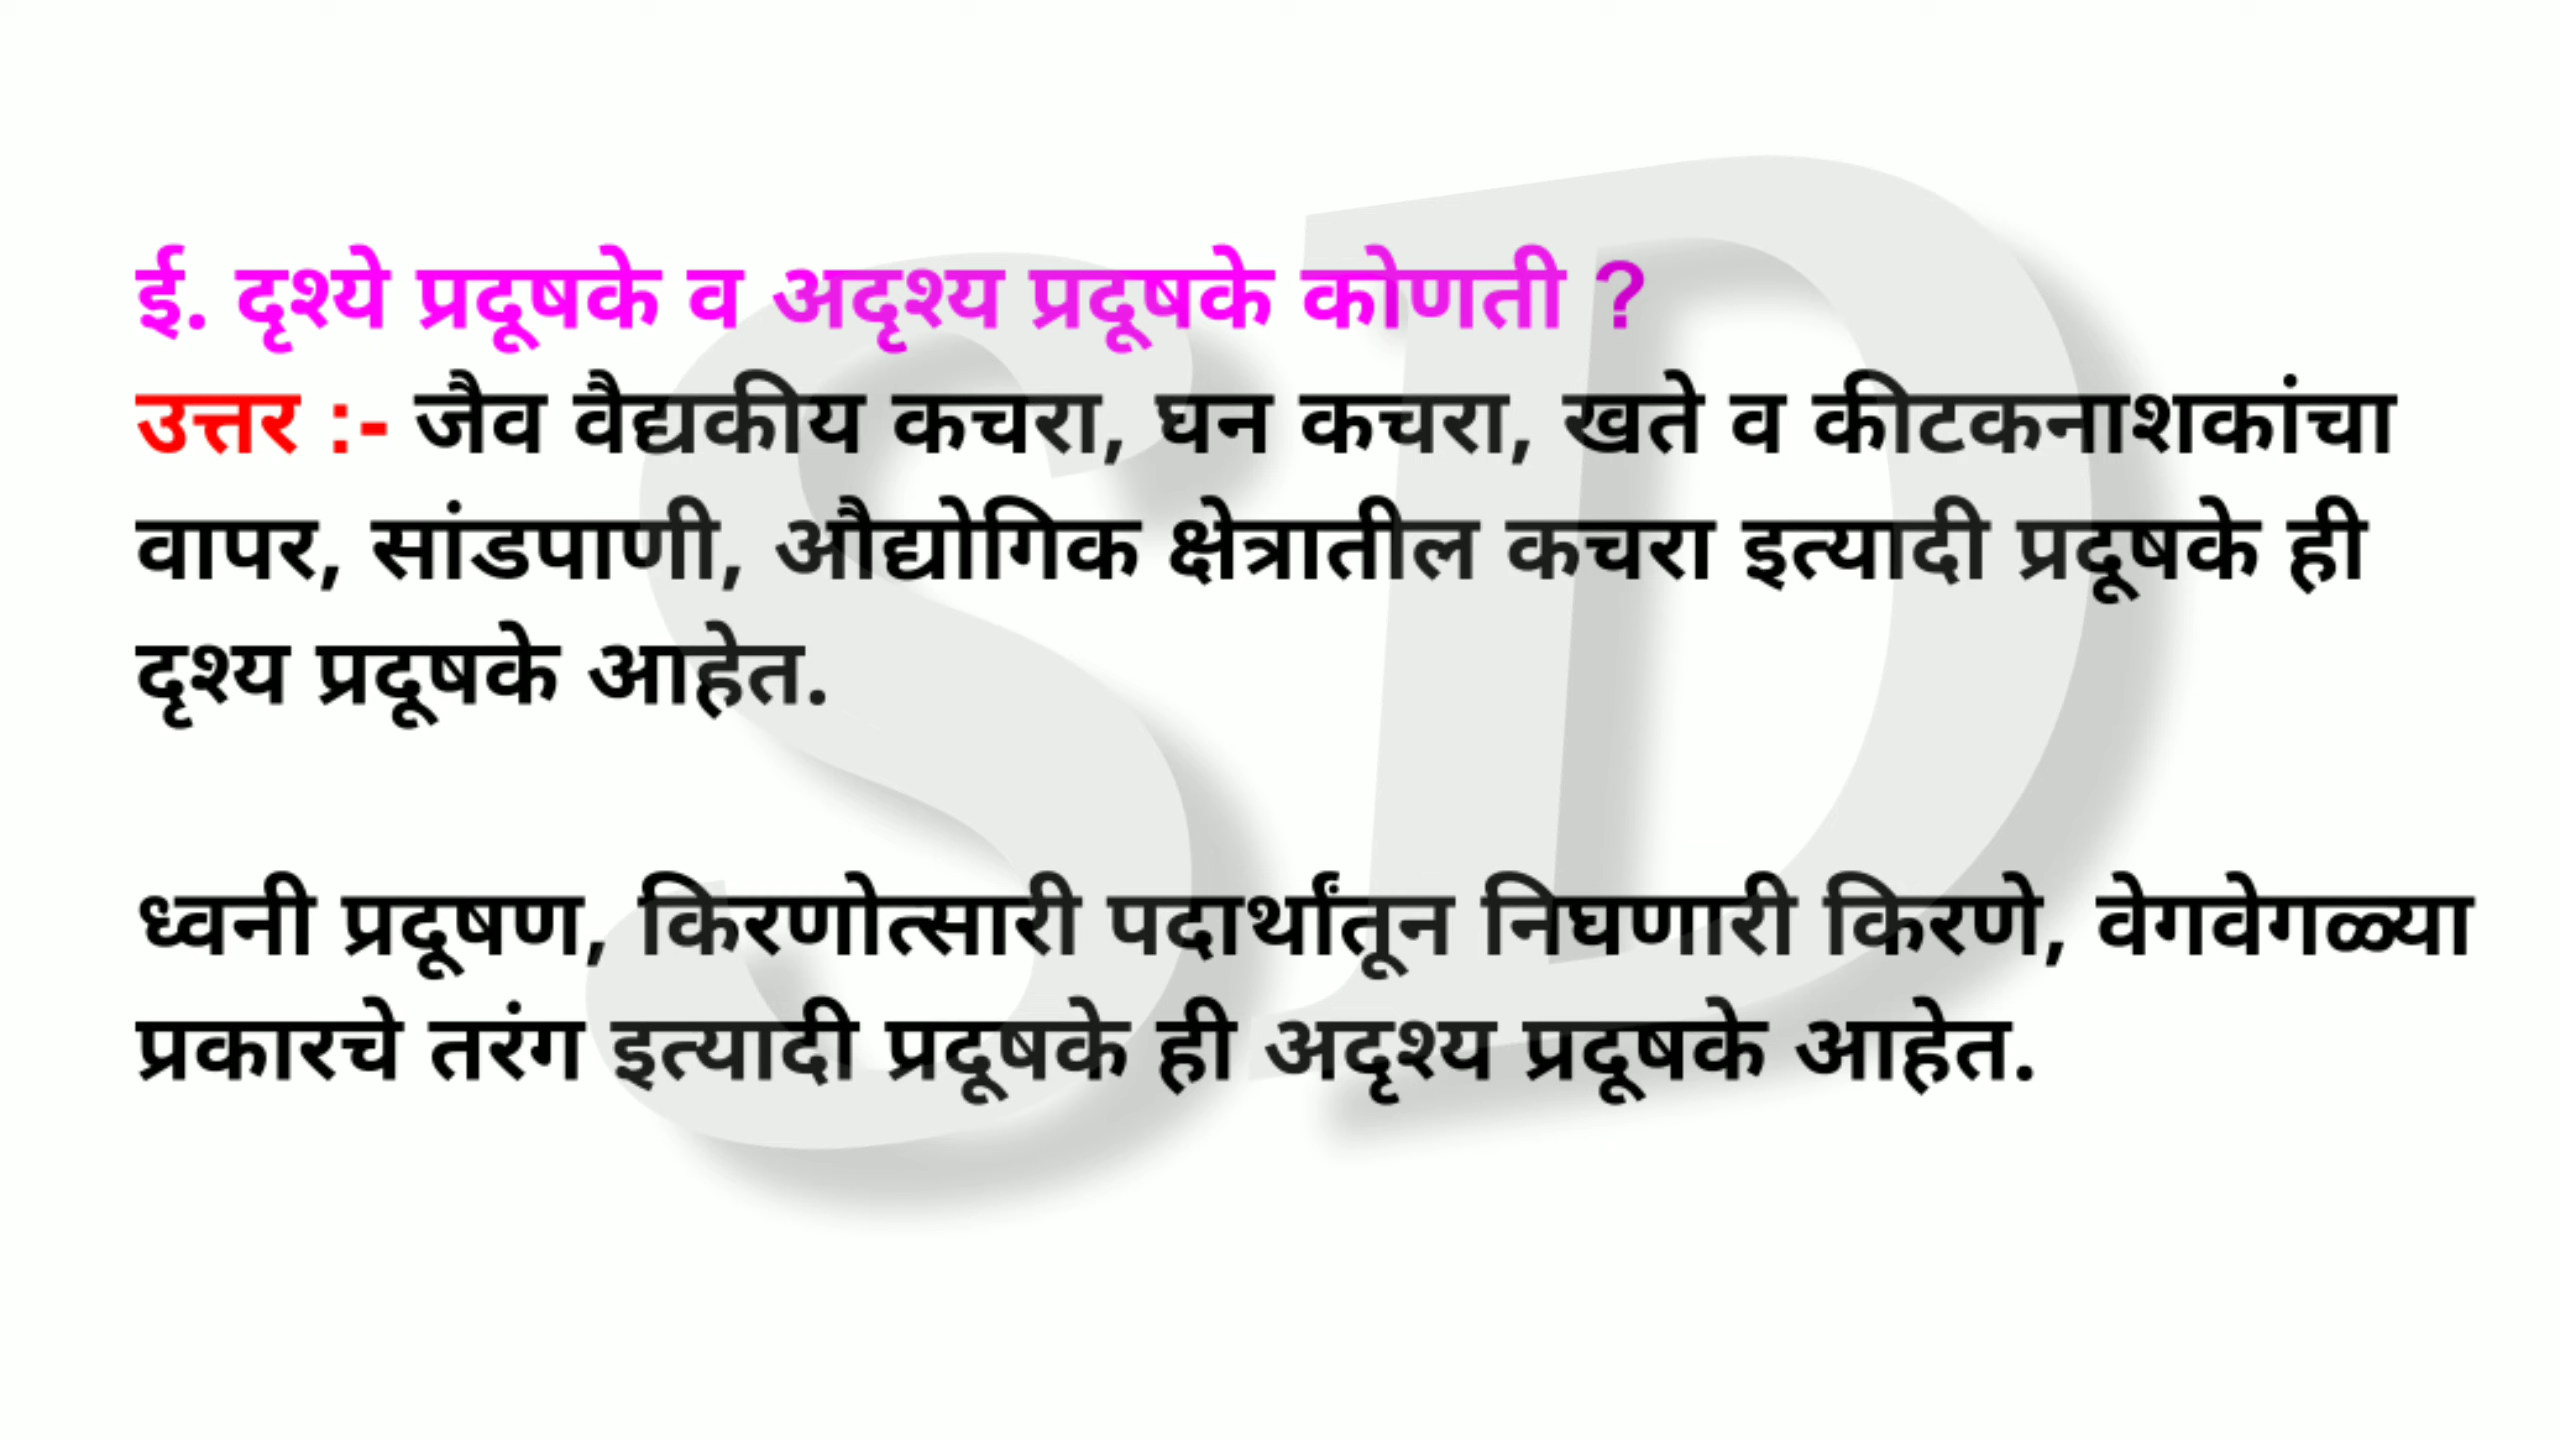 ई. दृश्ये प्रदूषके व अदृश्य प्रदूषके कोणती ?
उत्तर :- जैव वैद्यकीय कचरा, घन कचरा, खते व कीटकनाशकांचा
वापर, सांडपाणी, औद्योगिक क्षेत्रातील कचरा इत्यादी प्रदूषके ही
दृश्य प्रदूषके आहेत.
ध्वनी प्रदूषण, किरणोत्सारी पदार्थांतून निघणारी किरणे, वेगवेगळ्या
प्रकारचे तरंग इत्यादी प्रदूषके ही अदृश्य प्रदूषके आहेत.
SD